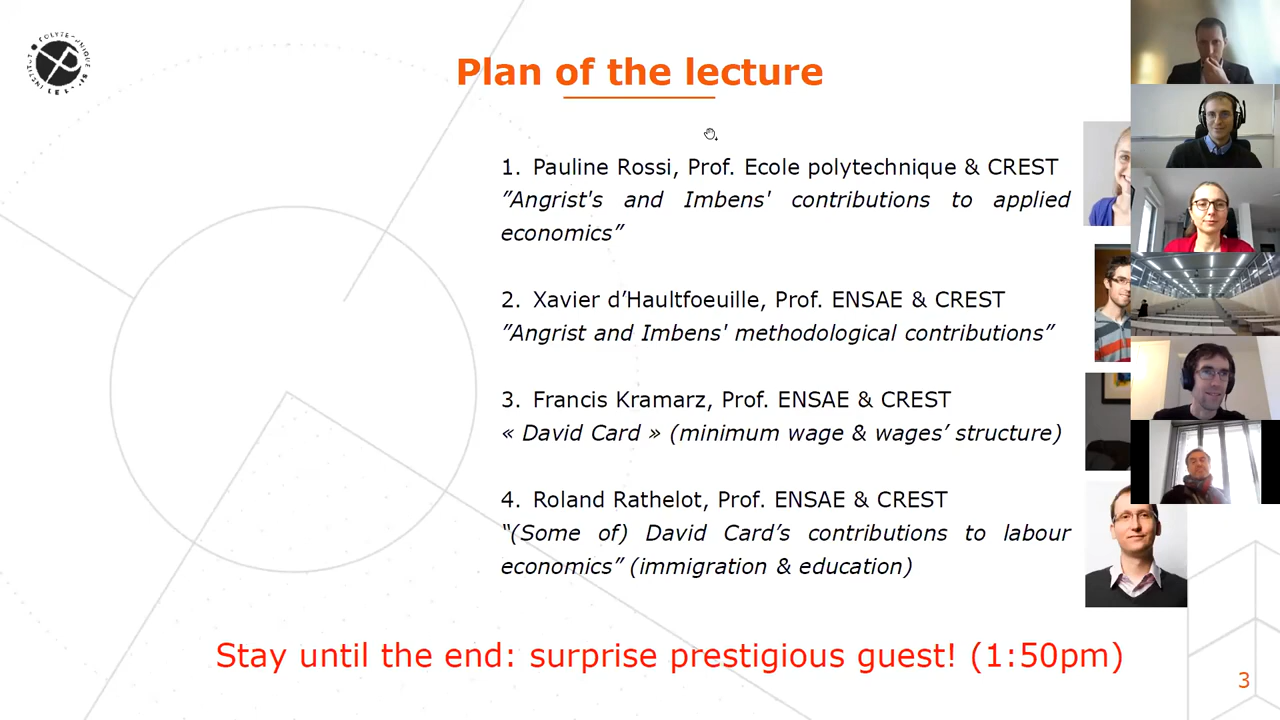 Plan of the lecture
1. Pauline Rossi, Prof. Ecole polytechnique & CREST
”Angrist's and Imbens' contributions to applied
economics”
2. Xavier d’Haultfoeuille, Prof. ENSAE & CREST
”Angrist and Imbens' methodological contributions”
3. Francis Kramarz, Prof. ENSAE & CREST
« David Card » (minimum wage & wages’ structure)
4. Roland Rathelot, Prof. ENSAE & CREST
“(Some of) David Card’s contributions to labour
economics” (immigration & education)
Stay until the end: surprise prestigious guest! (1:50pm)
3